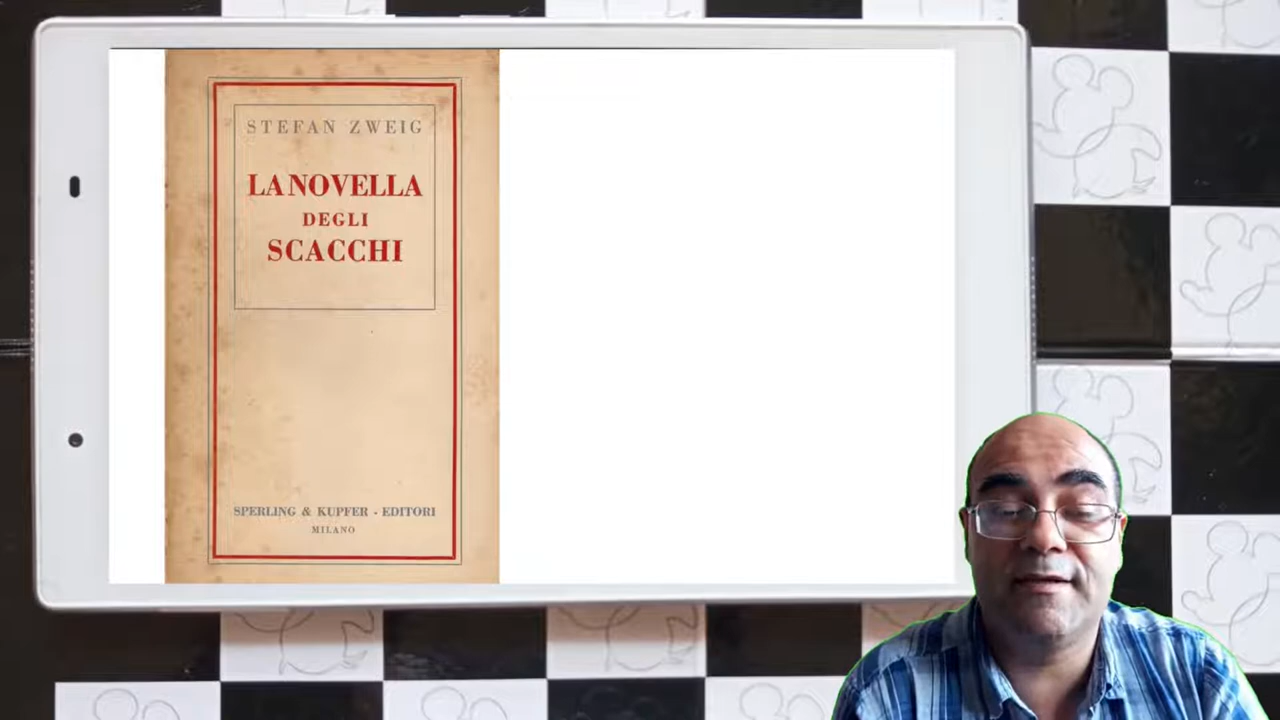 STEFAN ZWEIG
LA NOVELLA
DEGLI
SCACCHI
SPERLING & KUPFER - EDITORI
MILANO